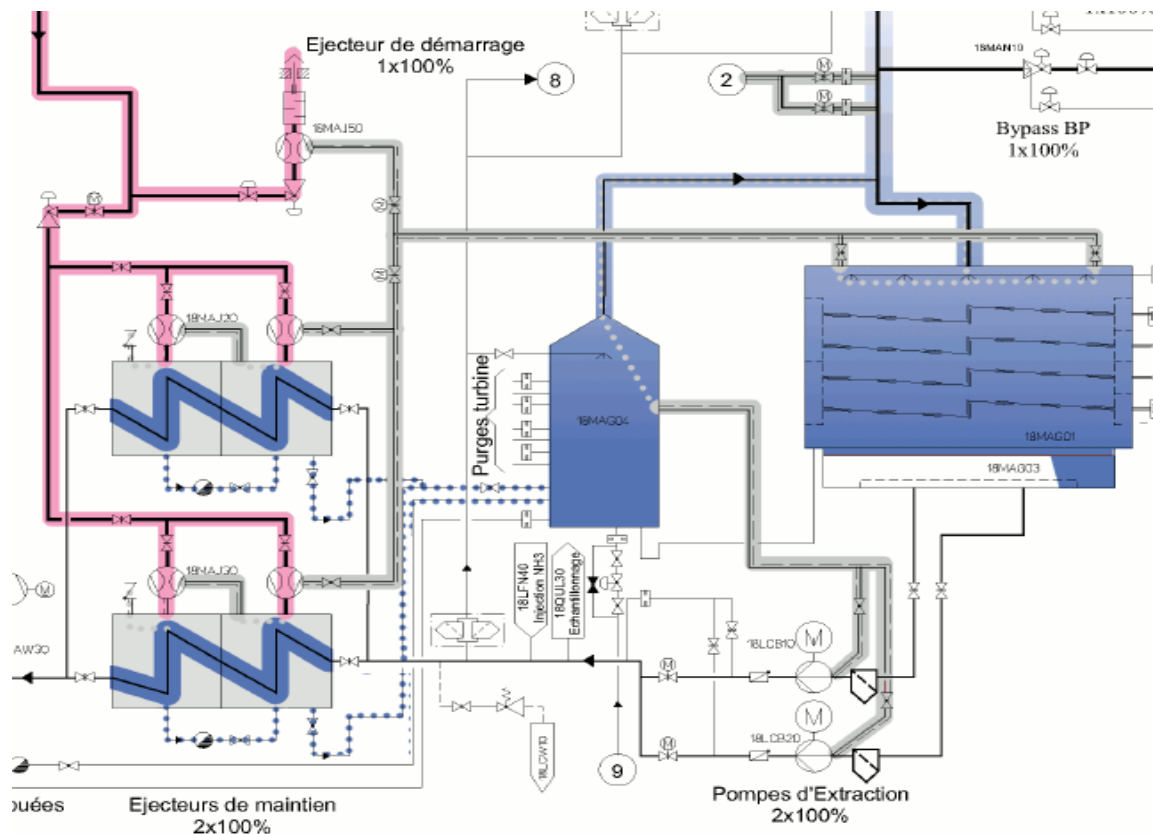 Ejecteur de démarrage
1x100%
8
2
18MAN10
M
M
Bypass BP
1x100%
18MAJ50
M
M
M
18MAJ20
Purges turbine
18MAG04
18MAG01
18MAG03
18MAJ30
M
18LFN40
Injection NH3
18QUL30
Echantillonnage
AW30
18LCB10
M
M
18LCW10
9
18LCB20
M
M
ouées
Ejecteurs de maintien
2x100%
Pompes d'Extraction
2x100%